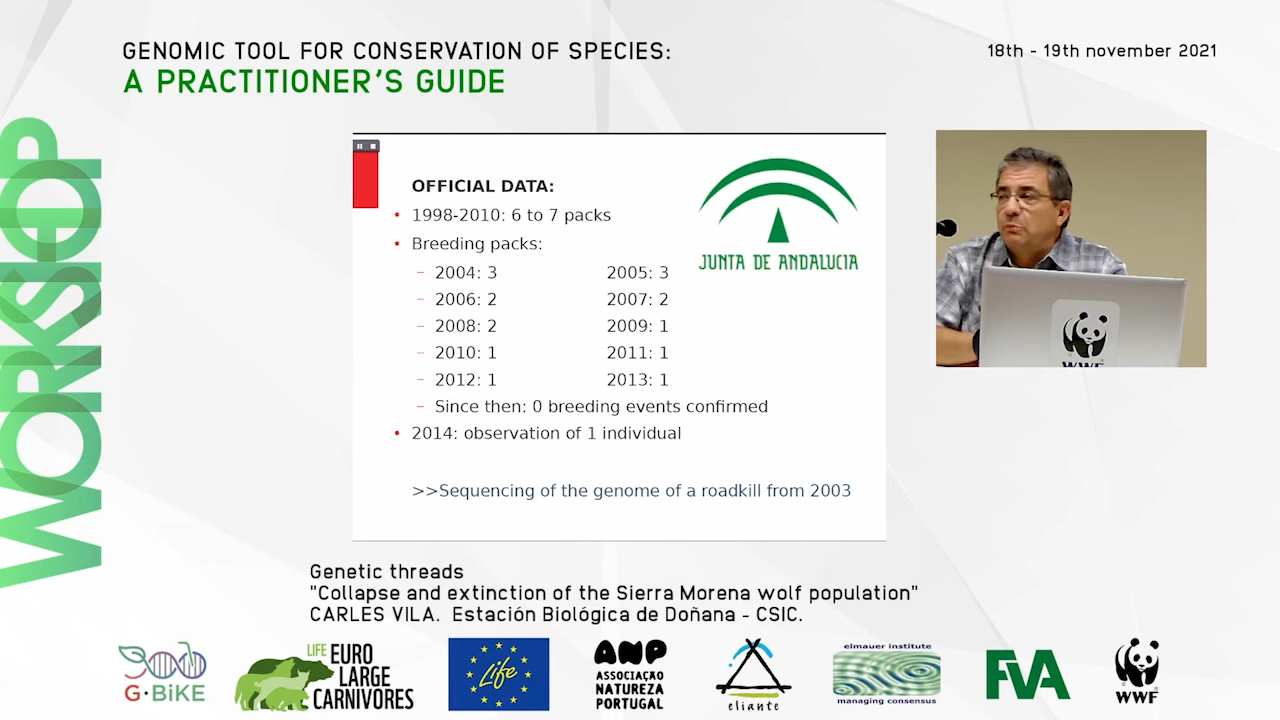 GENOMIC TOOL FOR CONSERVATION OF SPECIES:
A PRACTITIONER'S GUIDE
18th - 19th november 2021
WORKSHOP
OFFICIAL DATA:
• 1998-2010: 6 to 7 packs
• Breeding packs:
– 2004: 3 2005: 3
– 2006: 2 2007: 2
– 2008: 2 2009: 1
– 2010: 1 2011: 1
– 2012: 1 2013: 1
– Since then: 0 breeding events confirmed
• 2014: observation of 1 individual
>>Sequencing of the genome of a roadkill from 2003
JUNTA DE ANDALUCIA
WWF
Genetic threads
"Collapse and extinction of the Sierra Morena wolf population"
CARLES VILA. Estación Biológica de Doñana - CSIC.
G·BiKE
LIFE EURO
LARGE
CARNIVORES
Life
ANP
ASSOCIAÇÃO
NATUREZA
PORTUGAL
eliante
elmauer institute
managing consensus
FVA
WWF